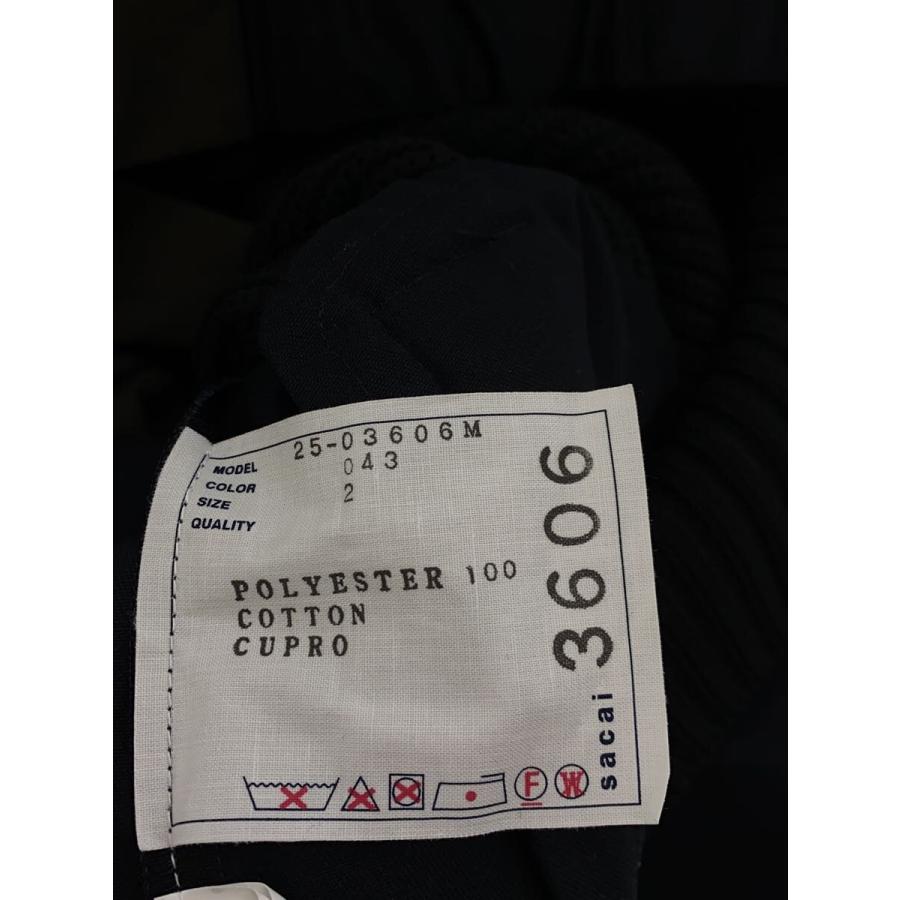 MODEL 25-03606M
COLOR 043
SIZE 2
QUALITY
POLYESTER 100
COTTON
CUPRO
F W
sacai 3606